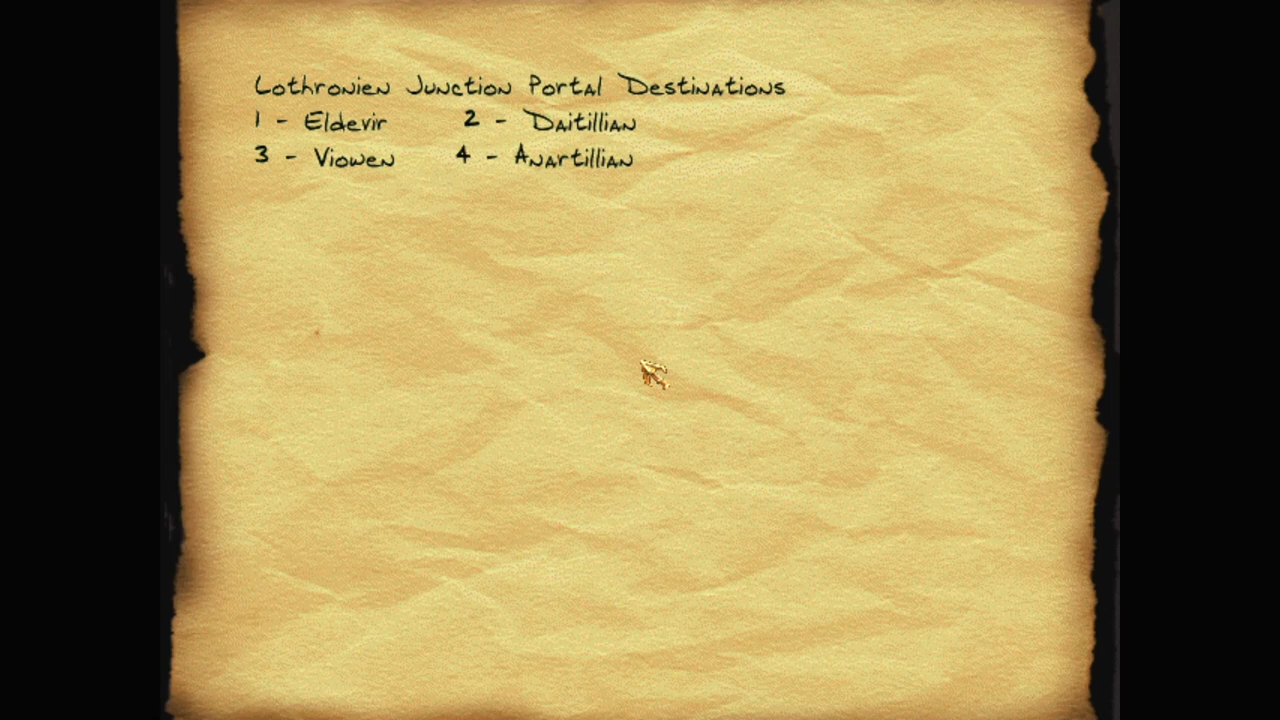 Lothronien Junction Portal Destinations
1 - Eldevir 2 - Daitillian
3 - Viowen 4 - Anartillian